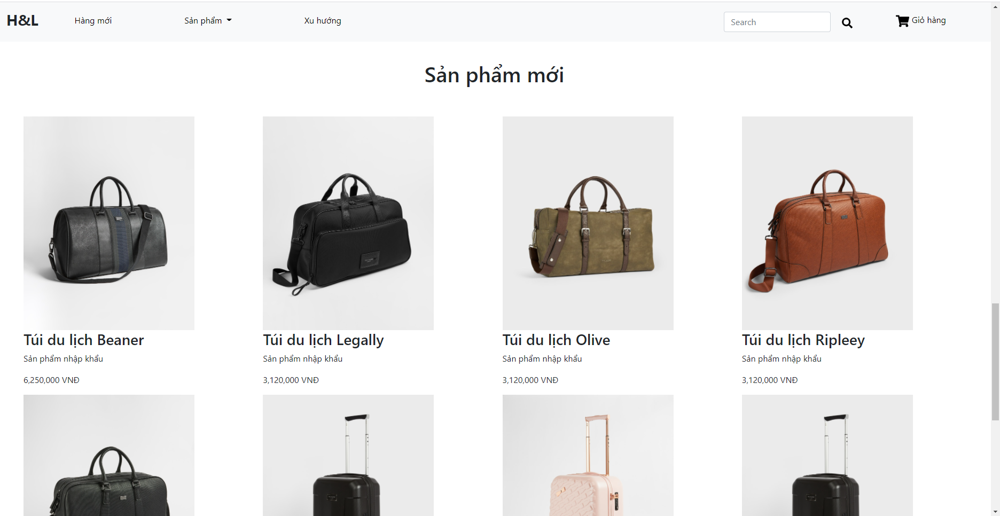 H&L
Hàng mới
Sản phẩm
Xu hướng
Search
Giỏ hàng
Sản phẩm mới
Túi du lịch Beaner
Túi du lịch Legally
Túi du lịch Olive
Túi du lịch Ripleey
Sản phẩm nhập khẩu
Sản phẩm nhập khẩu
Sản phẩm nhập khẩu
Sản phẩm nhập khẩu
6,250,000 VNĐ
3,120,000 VNĐ
3,120,000 VNĐ
3,120,000 VNĐ